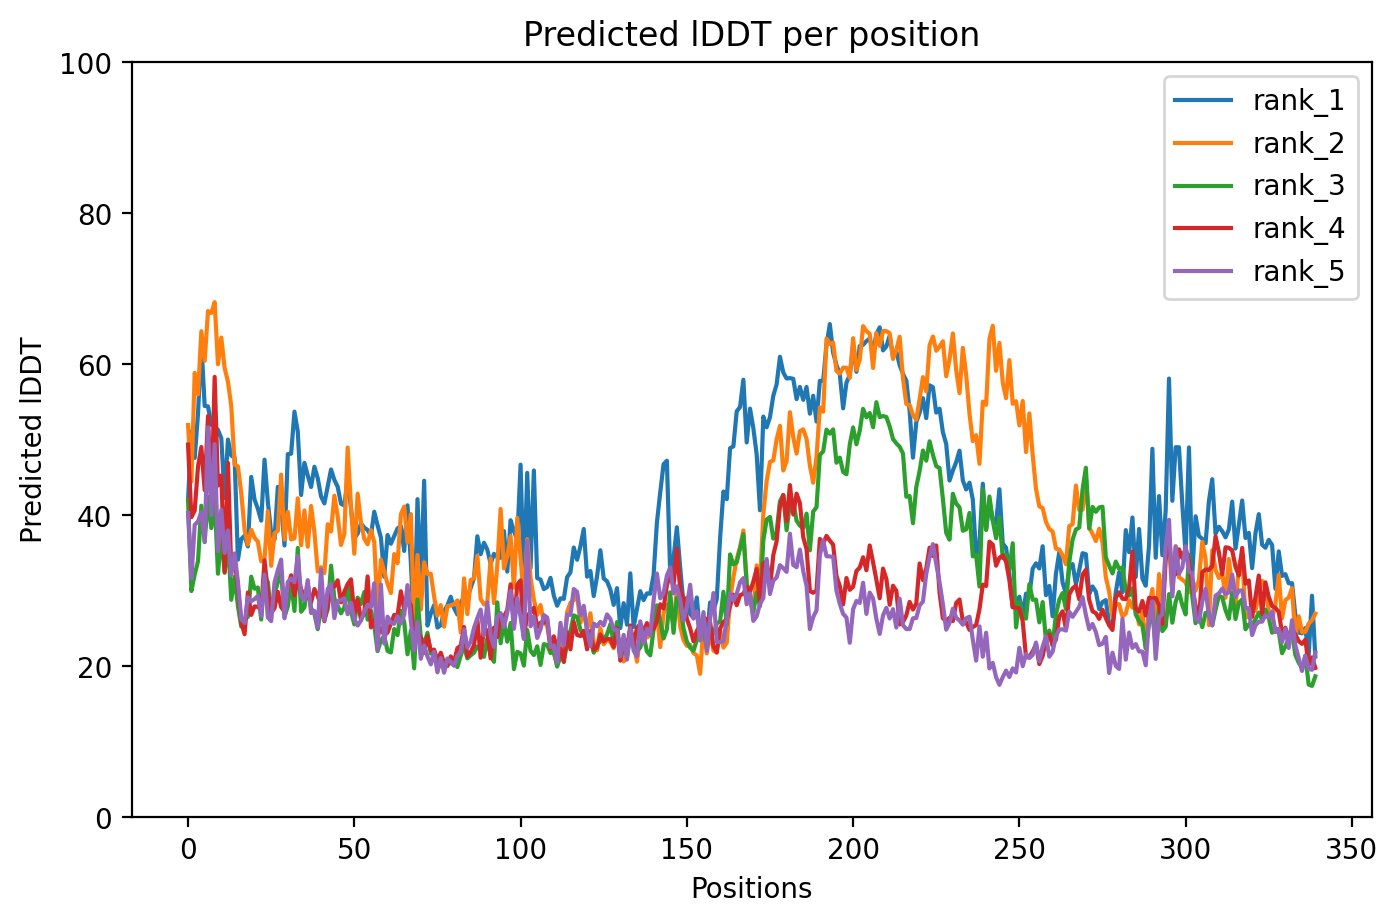 Predicted lDDT per position
Predicted lDDT
100
80
60
40
20
0
0 50 100 150 200 250 300 350
Positions
rank_1
rank_2
rank_3
rank_4
rank_5